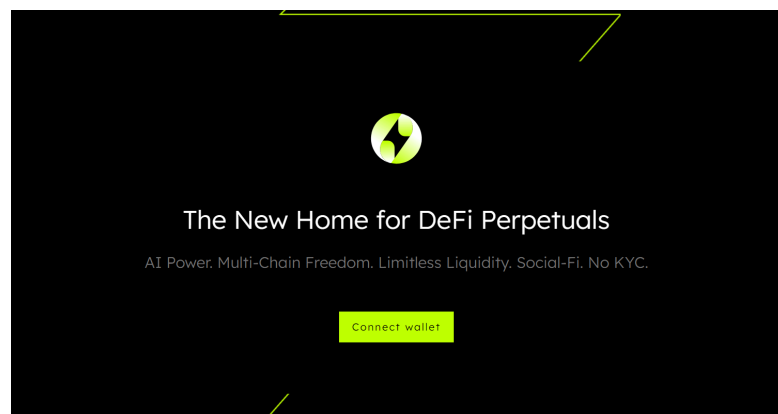 The New Home for DeFi Perpetuals
AI Power. Multi-Chain Freedom. Limitless Liquidity. Social-Fi. No KYC.
Connect wallet